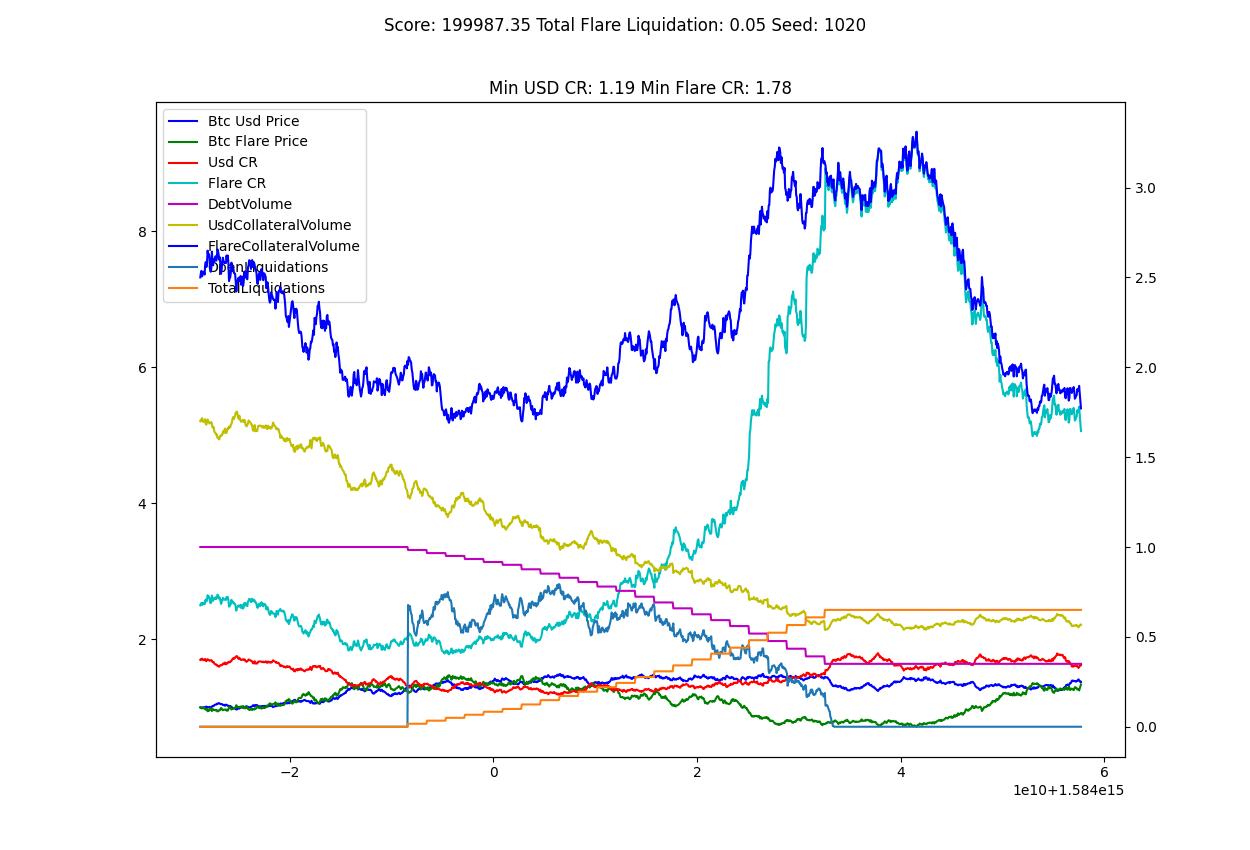 Score: 199987.35 Total Flare Liquidation: 0.05 Seed: 1020
Min USD CR: 1.19 Min Flare CR: 1.78
Btc Usd Price
Btc Flare Price
Usd CR
Flare CR
DebtVolume
UsdCollateralVolume
FlareCollateralVolume
OpenLiquidations
TotalLiquidations
8
6
4
2
3.0
2.5
2.0
1.5
1.0
0.5
0.0
−2
0
2
4
6
1e10+1.584e15